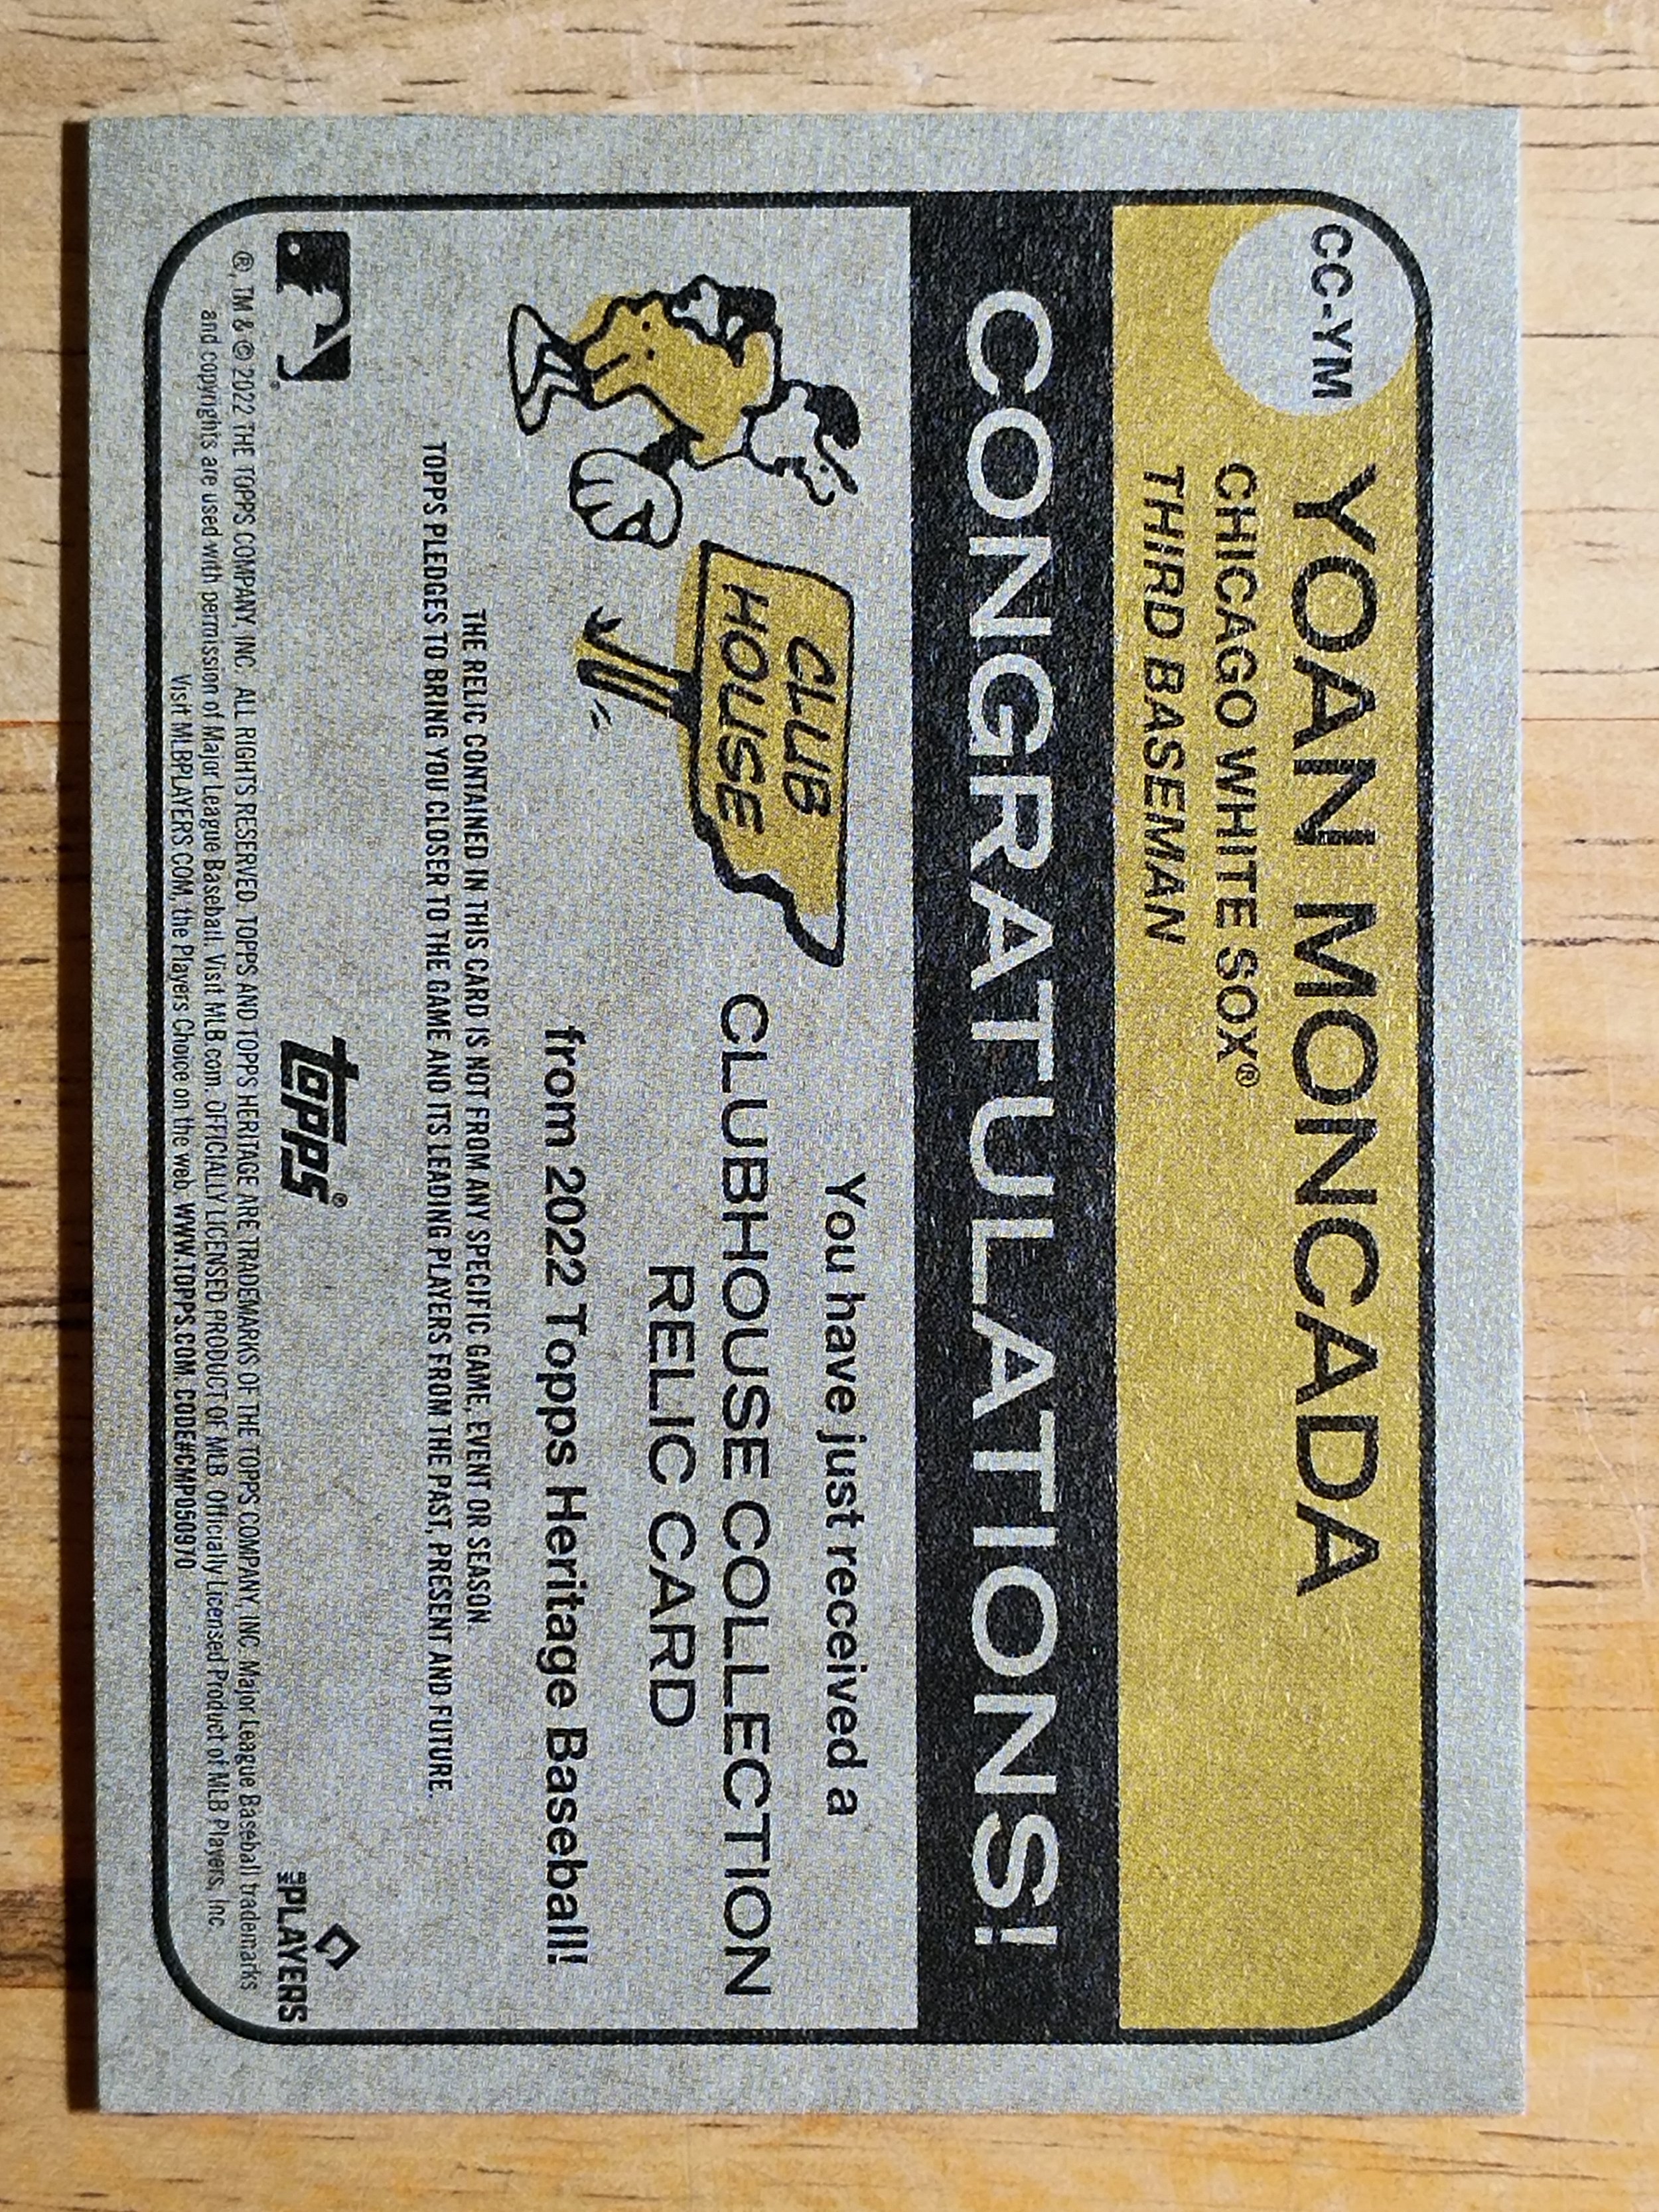 CC-YM
YOAN MONCADA
CHICAGO WHITE SOX®
THIRD BASEMAN
CONGRATULATIONS!
CLUB
HOUSE
You have just received a
CLUBHOUSE COLLECTION
RELIC CARD
from 2022 Topps Heritage Baseball!
THE RELIC CONTAINED IN THIS CARD IS NOT FROM ANY SPECIFIC GAME, EVENT OR SEASON.
TOPPS PLEDGES TO BRING YOU CLOSER TO THE GAME AND ITS LEADING PLAYERS FROM THE PAST, PRESENT AND FUTURE.
topps®
THE PLAYERS
®, TM & © 2022 THE TOPPS COMPANY, INC. ALL RIGHTS RESERVED. TOPPS AND TOPPS HERITAGE ARE TRADEMARKS OF THE TOPPS COMPANY, INC. Major League Baseball trademarks
and copyrights are used with permission of Major League Baseball. Visit MLB.com. OFFICIALLY LICENSED PRODUCT OF MLB Officially Licensed Product of MLB Players, Inc.
Visit MLBPLAYERS.COM, the Players Choice on the web. WWW.TOPPS.COM. CODE#CMP050970